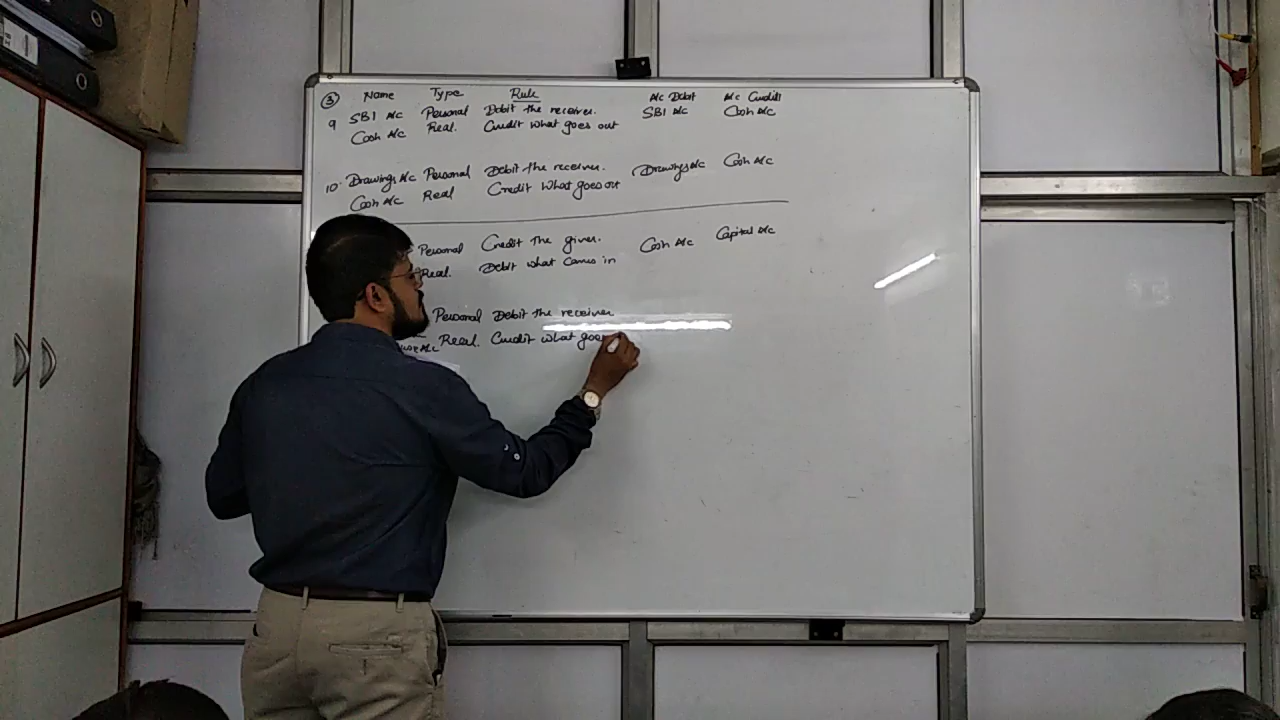 ③ Name Type Rule A/c Debit A/c Credit
9 SBI A/c Personal Debit the receiver. SBI A/c Cash A/c
Cash A/c Real. Credit what goes out
10. Drawings A/c Personal Debit the receiver. Drawings A/c Cash A/c
Cash A/c Real Credit what goes out
Personal Credit the giver. Cash A/c Capital A/c
Real. Debit what comes in
Personal Debit the receiver
A/c Real. Credit what goes